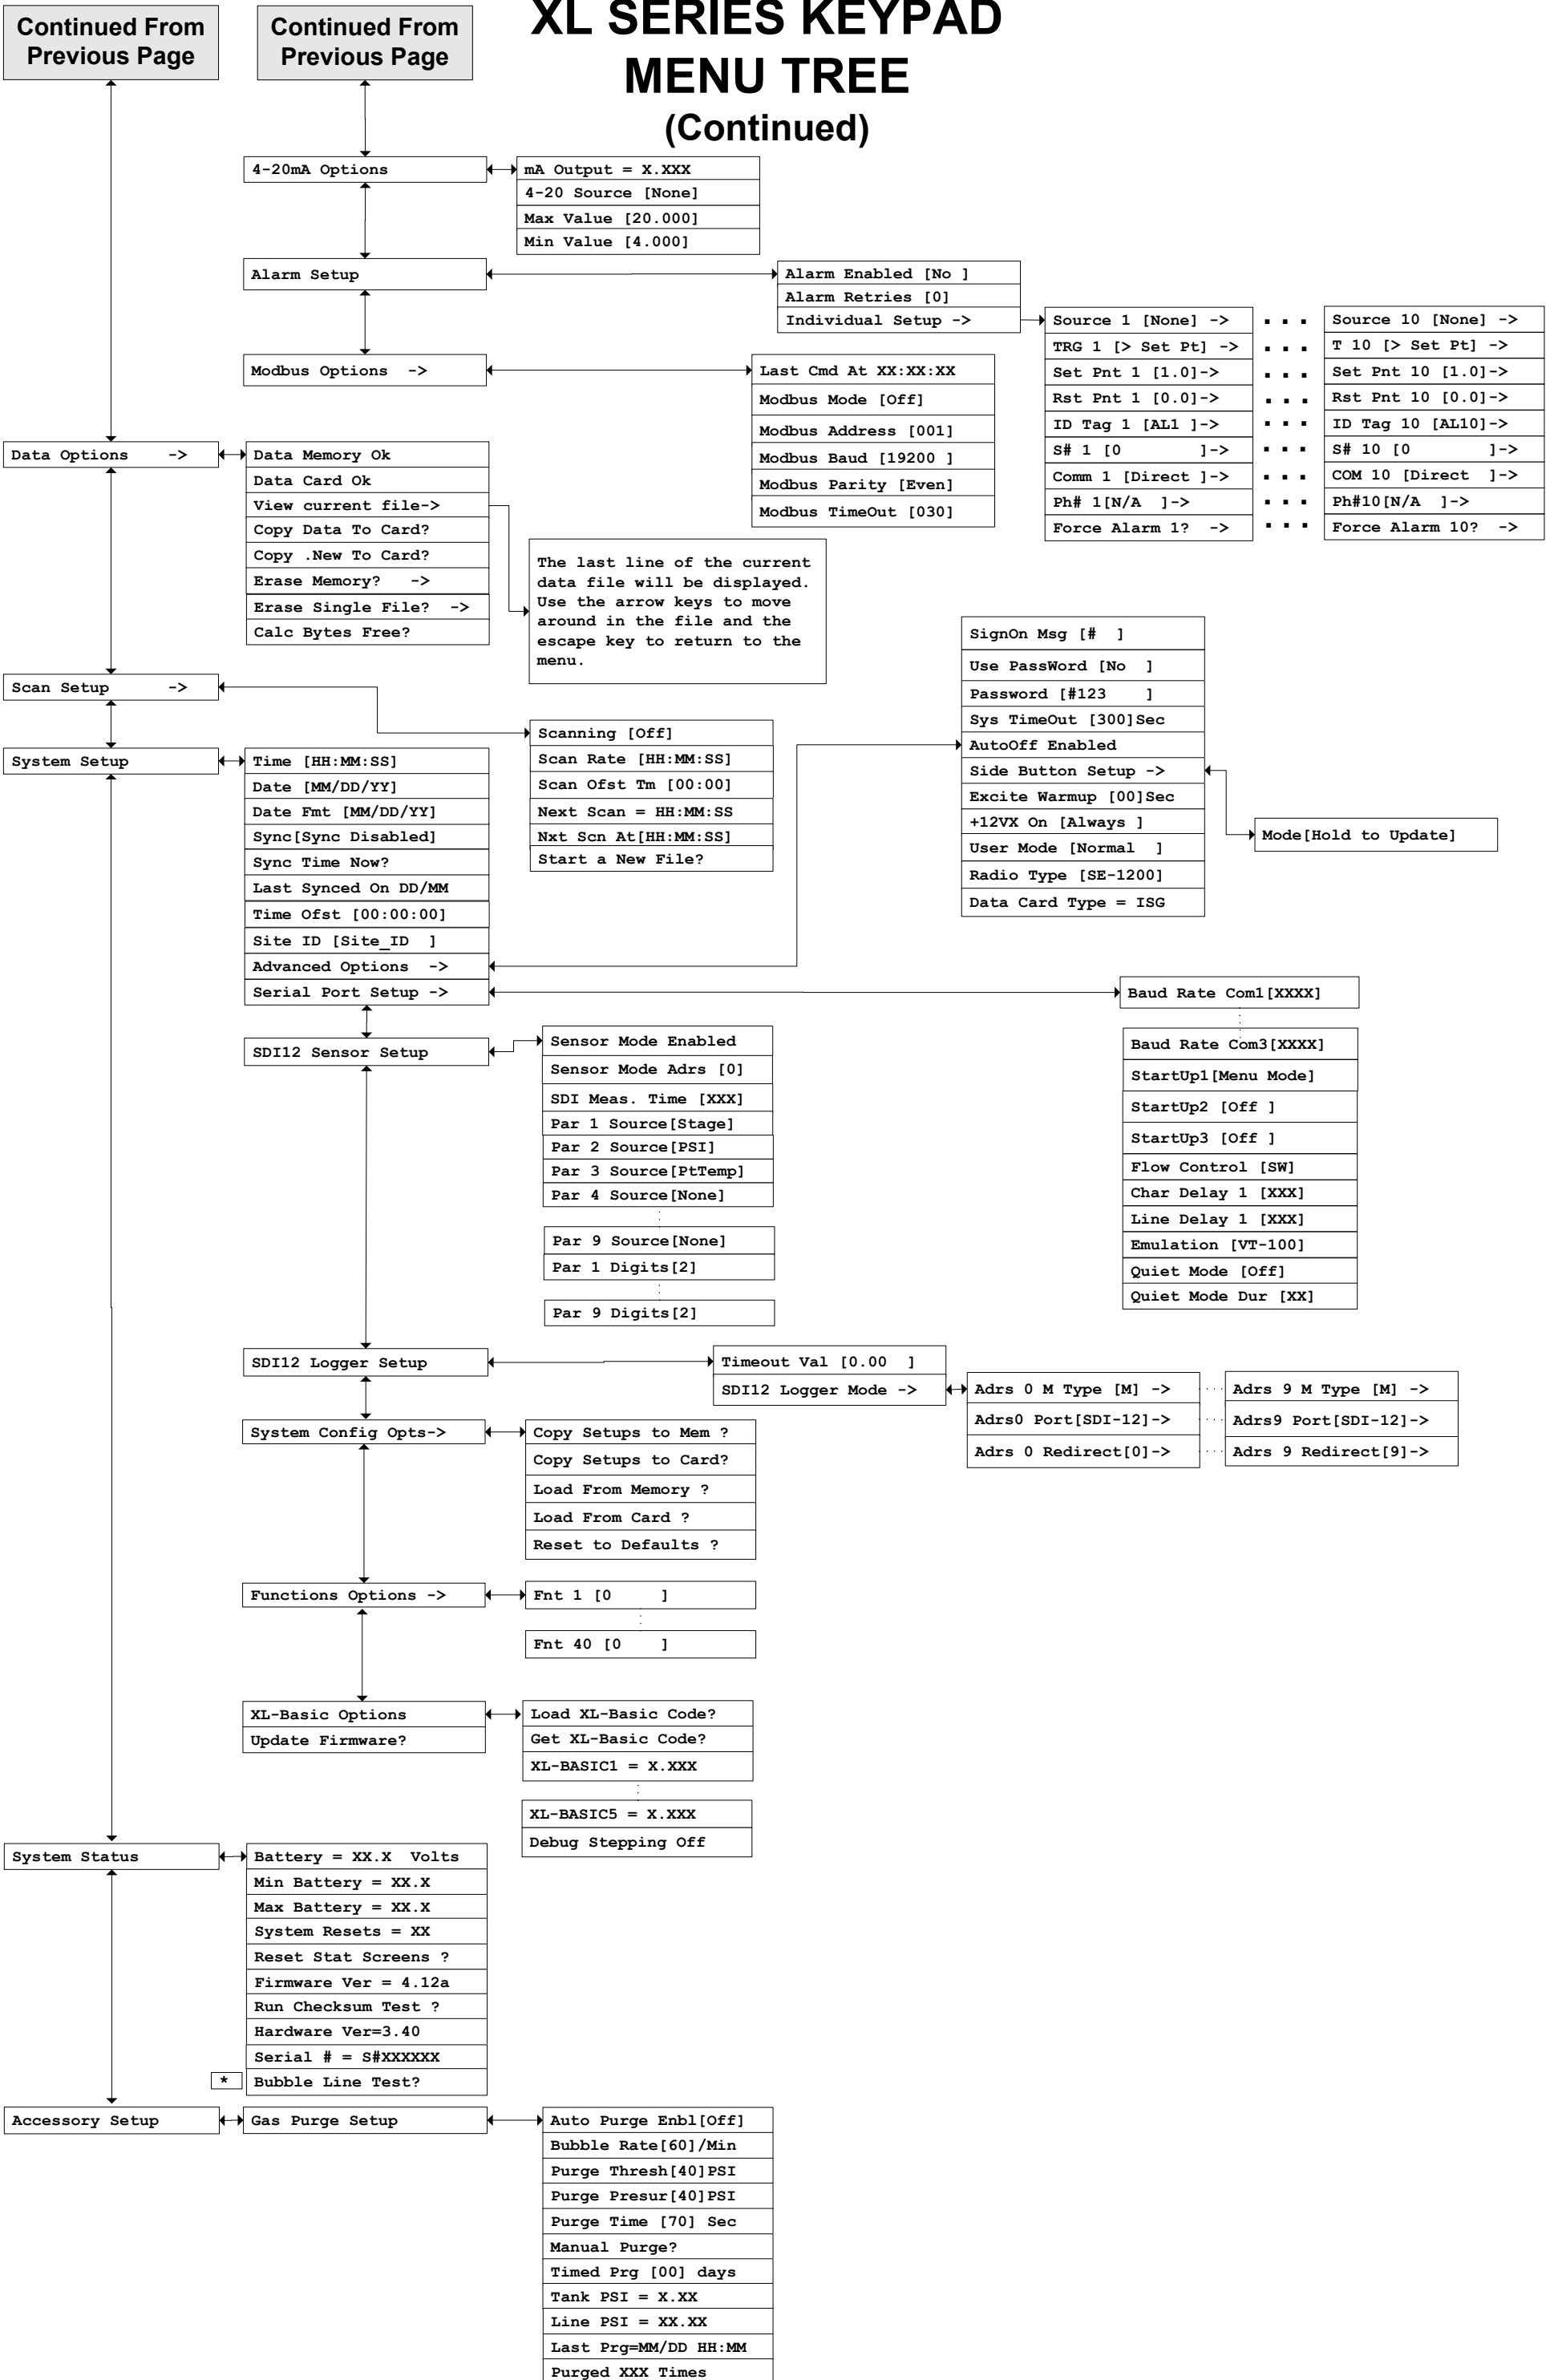 XL SERIES KEYPAD
MENU TREE
(Continued)
Continued From
Previous Page
Continued From
Previous Page
4-20mA Options
mA Output = X.XXX
4-20 Source [None]
Max Value [20.000]
Min Value [4.000]
Alarm Setup
Alarm Enabled [No ]
Alarm Retries [0]
Individual Setup ->
Source 1 [None] -> . . . Source 10 [None] ->
TRG 1 [> Set Pt] -> . . . T 10 [> Set Pt] ->
Set Pnt 1 [1.0]-> . . . Set Pnt 10 [1.0]->
Rst Pnt 1 [0.0]-> . . . Rst Pnt 10 [0.0]->
ID Tag 1 [AL1 ]-> . . . ID Tag 10 [AL10]->
S# 1 [0        ]-> . . . S# 10 [0        ]->
Comm 1 [Direct ]-> . . . COM 10 [Direct  ]->
Ph# 1[N/A  ]-> . . . Ph#10[N/A  ]->
Force Alarm 1?  -> . . . Force Alarm 10?  ->
Modbus Options  ->
Last Cmd At XX:XX:XX
Modbus Mode [Off]
Modbus Address [001]
Modbus Baud [19200 ]
Modbus Parity [Even]
Modbus TimeOut [030]
Data Options    ->
Data Memory Ok
Data Card Ok
View current file->
Copy Data To Card?
Copy .New To Card?
Erase Memory?   ->
Erase Single File?  ->
Calc Bytes Free?
The last line of the current
data file will be displayed.
Use the arrow keys to move
around in the file and the
escape key to return to the
menu.
Scan Setup      ->
Scanning [Off]
Scan Rate [HH:MM:SS]
Scan Ofst Tm [00:00]
Next Scan = HH:MM:SS
Nxt Scn At[HH:MM:SS]
Start a New File?
System Setup
Time [HH:MM:SS]
Date [MM/DD/YY]
Date Fmt [MM/DD/YY]
Sync[Sync Disabled]
Sync Time Now?
Last Synced On DD/MM
Time Ofst [00:00:00]
Site ID [Site_ID  ]
Advanced Options  ->
Serial Port Setup ->
SignOn Msg [#  ]
Use PassWord [No  ]
Password [#123    ]
Sys TimeOut [300]Sec
AutoOff Enabled
Side Button Setup ->
Excite Warmup [00]Sec
+12VX On [Always ]
User Mode [Normal  ]
Radio Type [SE-1200]
Data Card Type = ISG
Mode[Hold to Update]
Baud Rate Com1[XXXX]
Baud Rate Com3[XXXX]
StartUp1[Menu Mode]
StartUp2 [Off ]
StartUp3 [Off ]
Flow Control [SW]
Char Delay 1 [XXX]
Line Delay 1 [XXX]
Emulation [VT-100]
Quiet Mode [Off]
Quiet Mode Dur [XX]
SDI12 Sensor Setup
Sensor Mode Enabled
Sensor Mode Adrs [0]
SDI Meas. Time [XXX]
Par 1 Source[Stage]
Par 2 Source[PSI]
Par 3 Source[PtTemp]
Par 4 Source[None]
Par 9 Source[None]
Par 1 Digits[2]
Par 9 Digits[2]
SDI12 Logger Setup
Timeout Val [0.00  ]
SDI12 Logger Mode ->
Adrs 0 M Type [M] -> .... Adrs 9 M Type [M] ->
Adrs0 Port[SDI-12]-> .... Adrs9 Port[SDI-12]->
Adrs 0 Redirect[0]-> .... Adrs 9 Redirect[9]->
System Config Opts->
Copy Setups to Mem ?
Copy Setups to Card?
Load From Memory ?
Load From Card ?
Reset to Defaults ?
Functions Options ->
Fnt 1 [0     ]
Fnt 40 [0    ]
XL-Basic Options
Update Firmware?
Load XL-Basic Code?
Get XL-Basic Code?
XL-BASIC1 = X.XXX
XL-BASIC5 = X.XXX
Debug Stepping Off
System Status
Battery = XX.X  Volts
Min Battery = XX.X
Max Battery = XX.X
System Resets = XX
Reset Stat Screens ?
Firmware Ver = 4.12a
Run Checksum Test ?
Hardware Ver=3.40
Serial # = S#XXXXXX
* Bubble Line Test?
Accessory Setup
Gas Purge Setup
Auto Purge Enbl[Off]
Bubble Rate[60]/Min
Purge Thresh[40]PSI
Purge Presur[40]PSI
Purge Time [70] Sec
Manual Purge?
Timed Prg [00] days
Tank PSI = X.XX
Line PSI = XX.XX
Last Prg=MM/DD HH:MM
Purged XXX Times